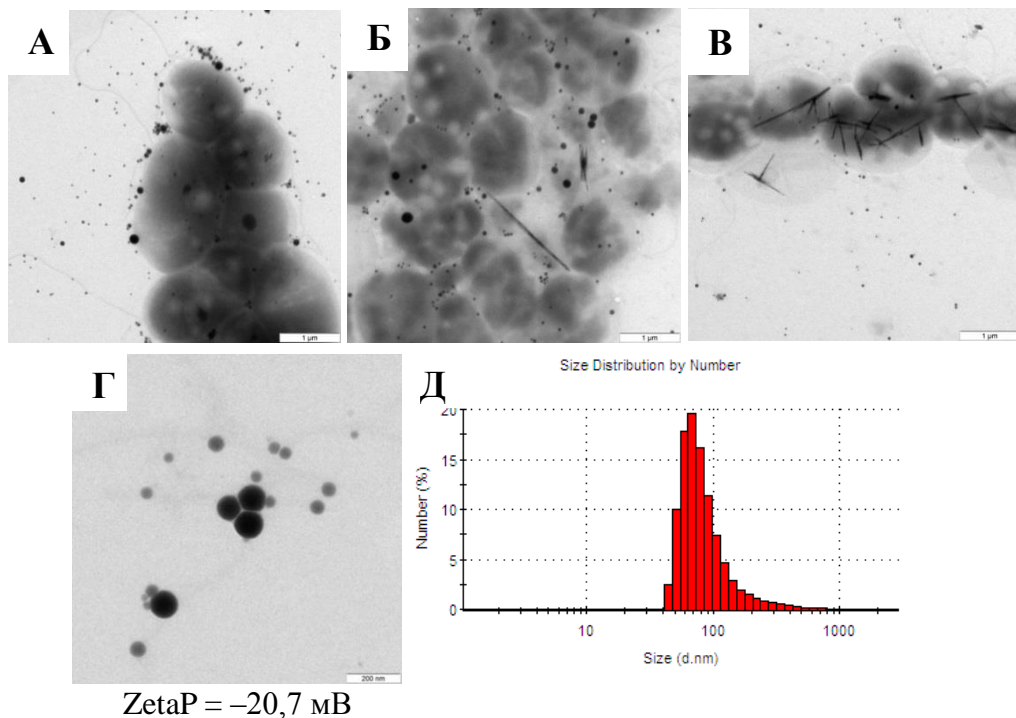 А
Б
В
1 µm
1 µm
1 µm
Г
Д
Size Distribution by Number
20
15
10
5
0
Number (%)
10
100
1000
Size (d.nm)
200 nm
ZetaP = –20,7 мВ